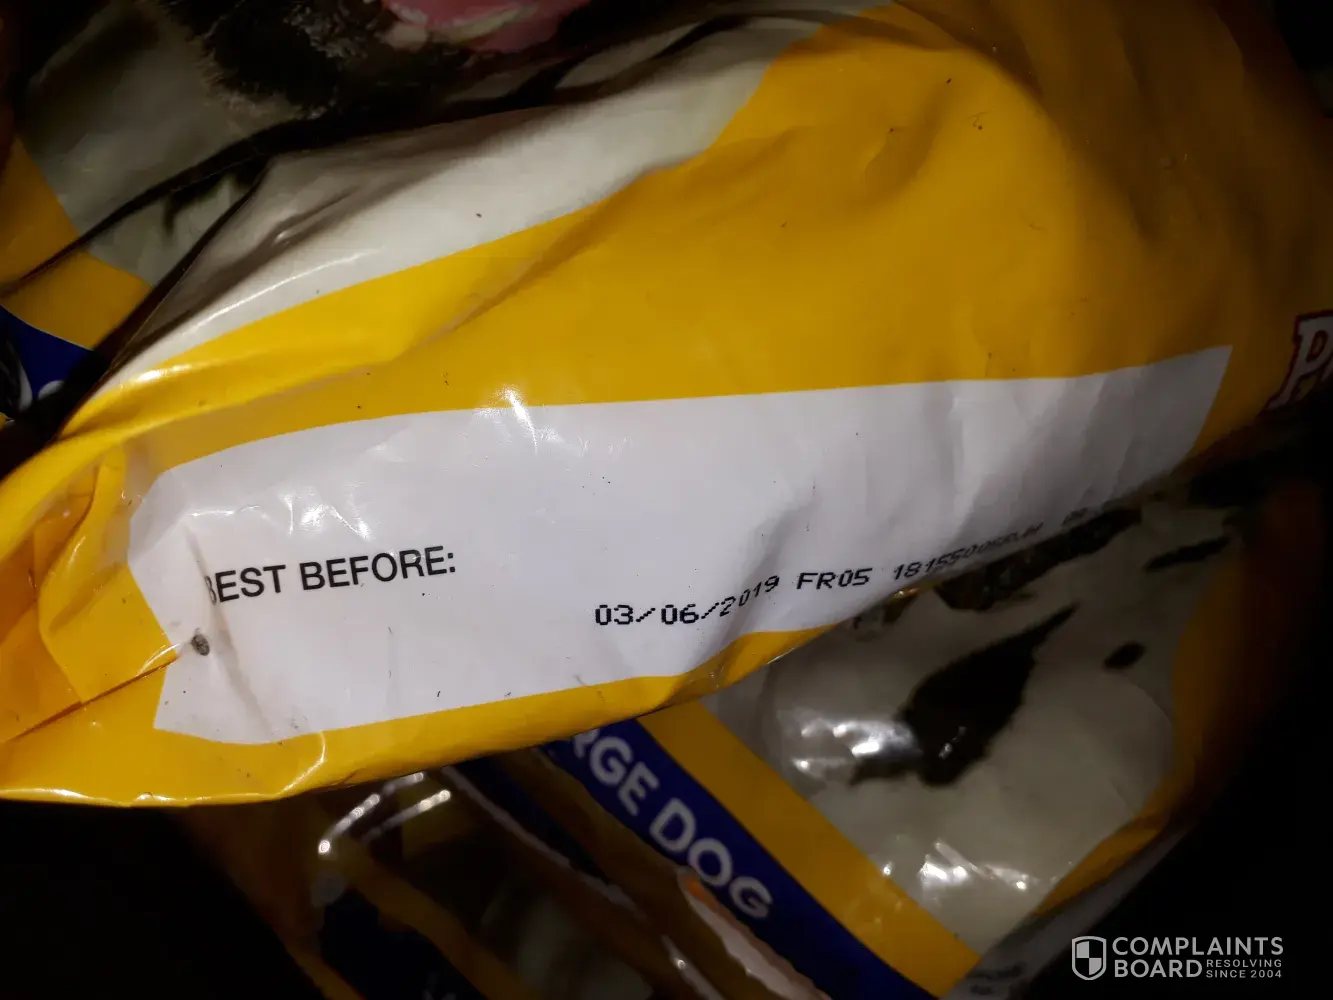 BEST BEFORE:
03/06/2019 FR05
RGE DOG
COMPLAINTS
BOARD RESOLVING
SINCE 2004